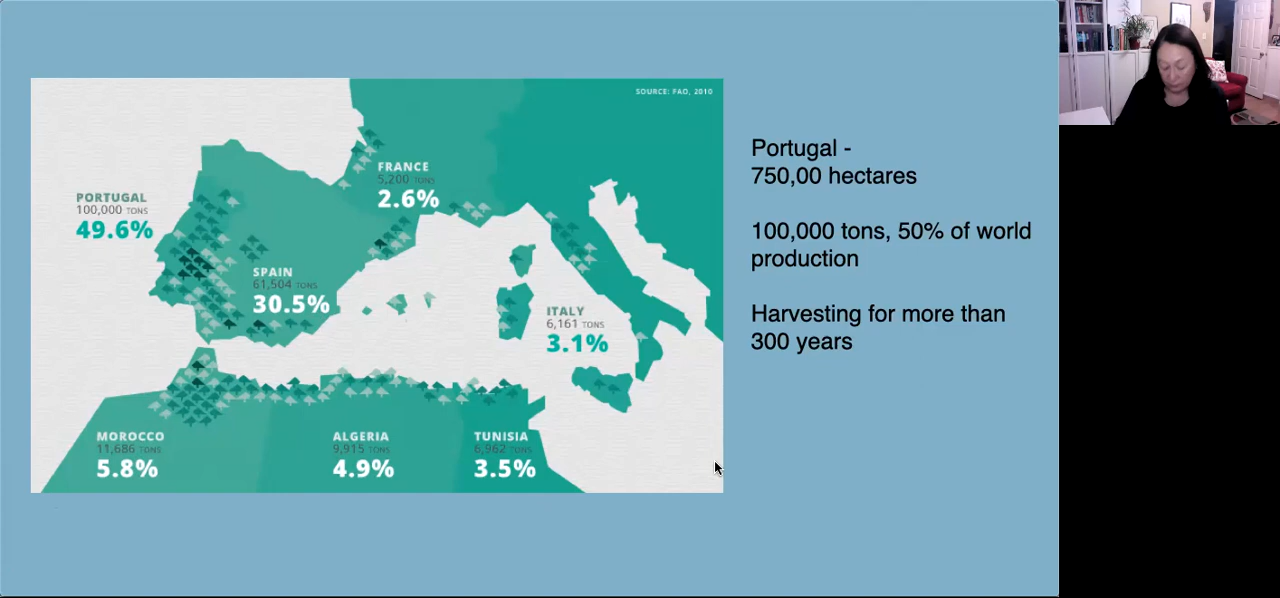 SOURCE: FAO, 2010
FRANCE
5,200 TONS
2.6%
PORTUGAL
100,000 TONS
49.6%
SPAIN
61,504 TONS
30.5%
ITALY
6,161 TONS
3.1%
MOROCCO
11,686 TONS
5.8%
ALGERIA
9,915 TONS
4.9%
TUNISIA
6,962 TONS
3.5%
Portugal -
750,00 hectares
100,000 tons, 50% of world
production
Harvesting for more than
300 years